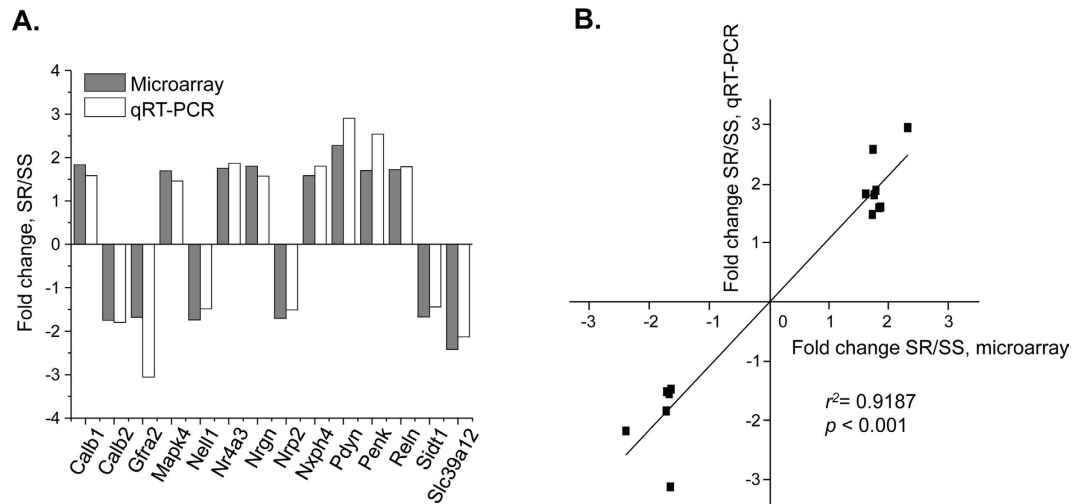 A.
Fold change, SR/SS
4
3
2
1
0
-1
-2
-3
-4
Microarray
qRT-PCR
Calb1
Calb2
Gfra2
Mapk4
Nell1
Nr4a3
Nrgn
Nrp2
Nxph4
Pdyn
Penk
Reln
Sidt1
Slc39a12
B.
Fold change SR/SS, qRT-PCR
3
2
1
-3 -2 -1 0 1 2 3
Fold change SR/SS, microarray
-1
-2
-3
r²= 0.9187
p < 0.001